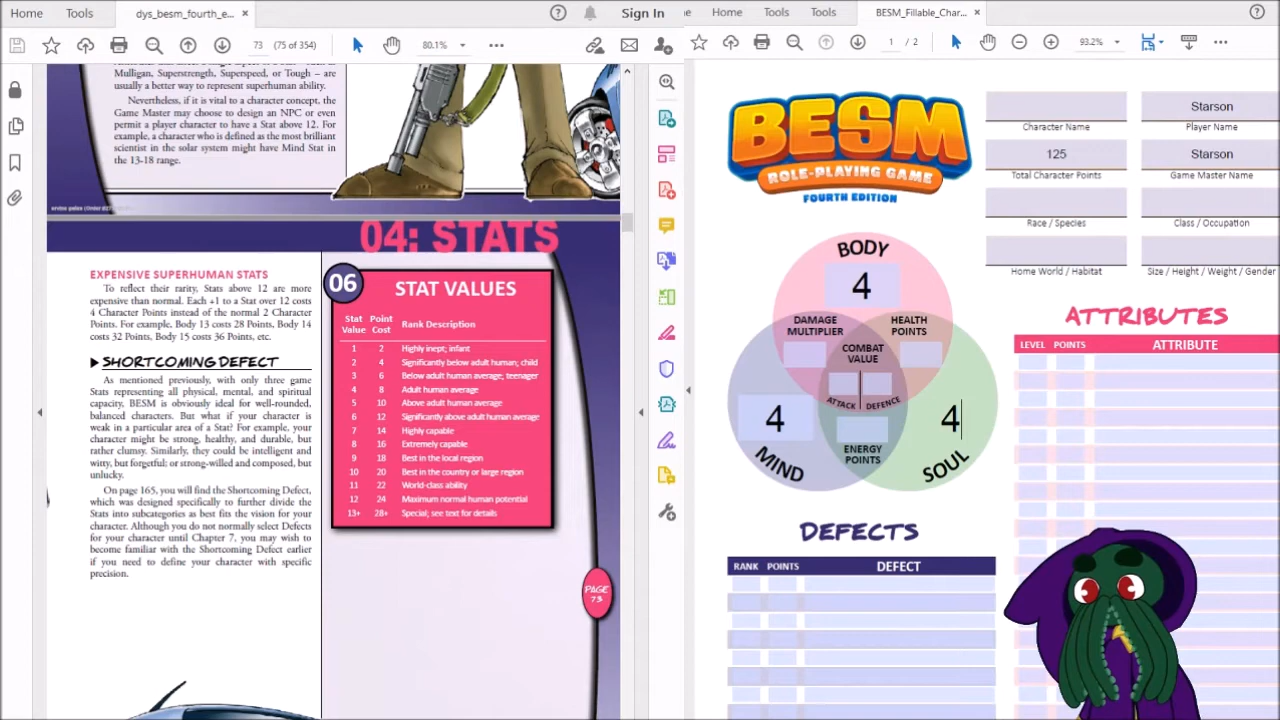 Home Tools dys_besm_fourth_e... × Sign In
73 (75 of 354) 80.1%
Mulligan, Superstrength, Superspeed, or Tough – are
usually a better way to represent superhuman ability.
Nevertheless, if it is vital to a character concept, the
Game Master may choose to design an NPC or even
permit a player character to have a Stat above 12. For
example, a character who is defined as the most brilliant
scientist in the solar system might have Mind Stat in
the 13-18 range.
04: STATS
EXPENSIVE SUPERHUMAN STATS
To reflect their rarity, Stats above 12 are more
expensive than normal. Each +1 to a Stat over 12 costs
4 Character Points instead of the normal 2 Character
Points. For example, Body 13 costs 28 Points, Body 14
costs 32 Points, Body 15 costs 36 Points, etc.
SHORTCOMING DEFECT
As mentioned previously, with only three game
Stats representing all physical, mental, and spiritual
capacity, BESM is obviously ideal for well-rounded,
balanced characters. But what if your character is
weak in a particular area of a Stat? For example, your
character might be strong, healthy, and durable, but
rather clumsy. Similarly, they could be intelligent and
witty, but forgetful; or strong-willed and composed, but
unlucky.
On page 165, you will find the Shortcoming Defect,
which was designed specifically to further divide the
Stats into subcategories as best fits the vision for your
character. Although you do not normally select Defects
for your character until Chapter 7, you may wish to
become familiar with the Shortcoming Defect earlier
if you need to define your character with specific
precision.
06 STAT VALUES
Stat Value Point Cost Rank Description
1 2 Highly inept; infant
2 4 Significantly below adult human; child
3 6 Below adult human average, teenager
4 8 Adult human average
5 10 Above adult human average
6 12 Significantly above adult human average
7 14 Highly capable
8 16 Extremely capable
9 18 Best in the local region
10 20 Best in the country or large region
11 22 World-class ability
12 24 Maximum normal human potential
13+ 28+ Special; see text for details
PAGE
73
me Home Tools Tools BESM_Fillable_Char... ×
1 / 2 93.2%
BESM
ROLE-PLAYING GAME
FOURTH EDITION
Starson
Character Name Player Name
125 Starson
Total Character Points Game Master Name
Race / Species Class / Occupation
Home World / Habitat Size / Height / Weight / Gender
BODY
4
DAMAGE
MULTIPLIER
HEALTH
POINTS
COMBAT
VALUE
ATTACK DEFENCE
4 4
ENERGY
POINTS
MIND SOUL
ATTRIBUTES
LEVEL POINTS ATTRIBUTE
DEFECTS
RANK POINTS DEFECT